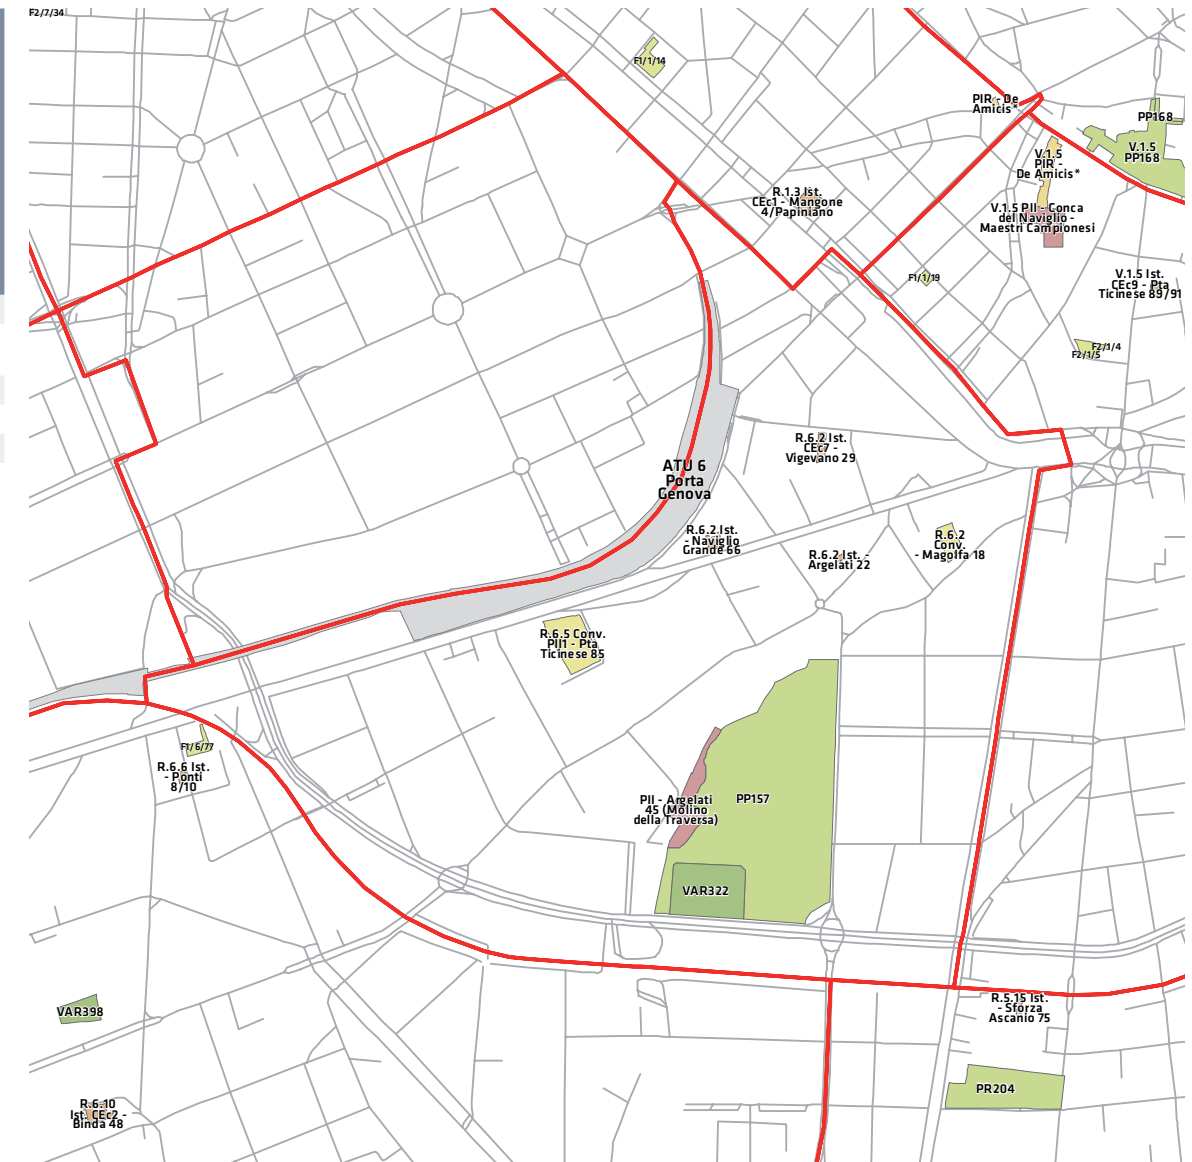 F2/7/34
F1/1/14
PIR - De
Amicis*
PP168
V.1.5
PP168
V.1.5
PIR -
De Amicis*
R.1.3 Ist.
CEc1 - Mangone
4/Papiniano
V.1.5 PII - Conca
del Naviglio -
Maestri Campionesi
F1/1/19
V.1.5 Ist.
CEc9 - Pta
Ticinese 89/91
F2/1/4
F2/1/5
R.6.2 Ist.
CEc7 -
Vigevano 29
ATU 6
Porta
Genova
R.6.2 Ist.
- Naviglio
Grande 66
R.6.2 Ist. -
Argelati 22
R.6.2
Conv.
- Magolfa 18
R.6.5 Conv.
PII1 - Pta
Ticinese 85
F1/6/77
R.6.6 Ist.
- Ponti
8/10
PII - Argelati
45 (Molino
della Traversa)
PP157
VAR322
VAR398
R.5.15 Ist.
- Sforza
Ascanio 75
PR204
R.6.10
Ist. CEc2 -
Binda 48